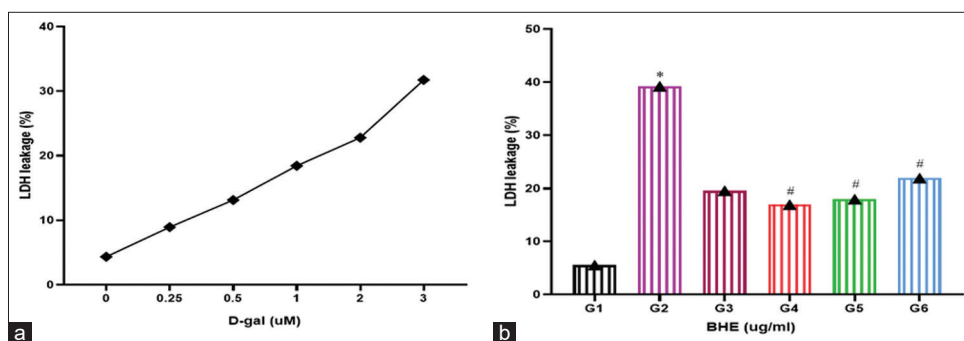 40
30
20
10
0
LDH leakage (%)
0 0.25 0.5 1 2 3
D-gal (uM)
a
50
40
30
20
10
0
LDH leakage (%)
*
#
#
#
G1 G2 G3 G4 G5 G6
BHE (ug/ml)
b